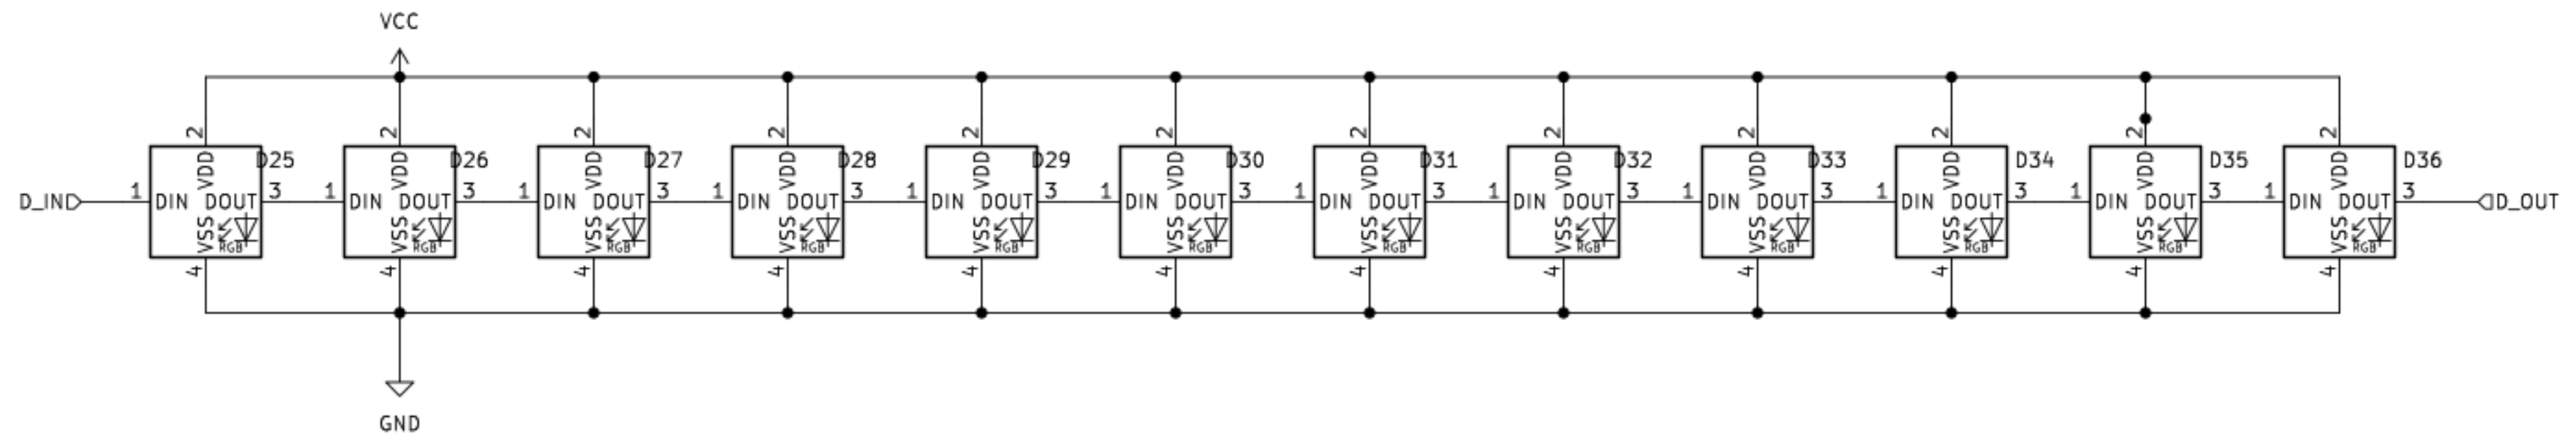 VCC
2 2 2 2 2 2 2 2 2 2 2 2
D25 D26 D27 D28 D29 D30 D31 D32 D33 D34 D35 D36
VDD VDD VDD VDD VDD VDD VDD VDD VDD VDD VDD VDD
1 3 1 3 1 3 1 3 1 3 1 3 1 3 1 3 1 3 1 3 1 3 1 3
D_IN DIN DOUT DIN DOUT DIN DOUT DIN DOUT DIN DOUT DIN DOUT DIN DOUT DIN DOUT DIN DOUT DIN DOUT DIN DOUT DIN DOUT D_OUT
VSS VSS VSS VSS VSS VSS VSS VSS VSS VSS VSS VSS
RGB RGB RGB RGB RGB RGB RGB RGB RGB RGB RGB RGB
4 4 4 4 4 4 4 4 4 4 4 4
GND